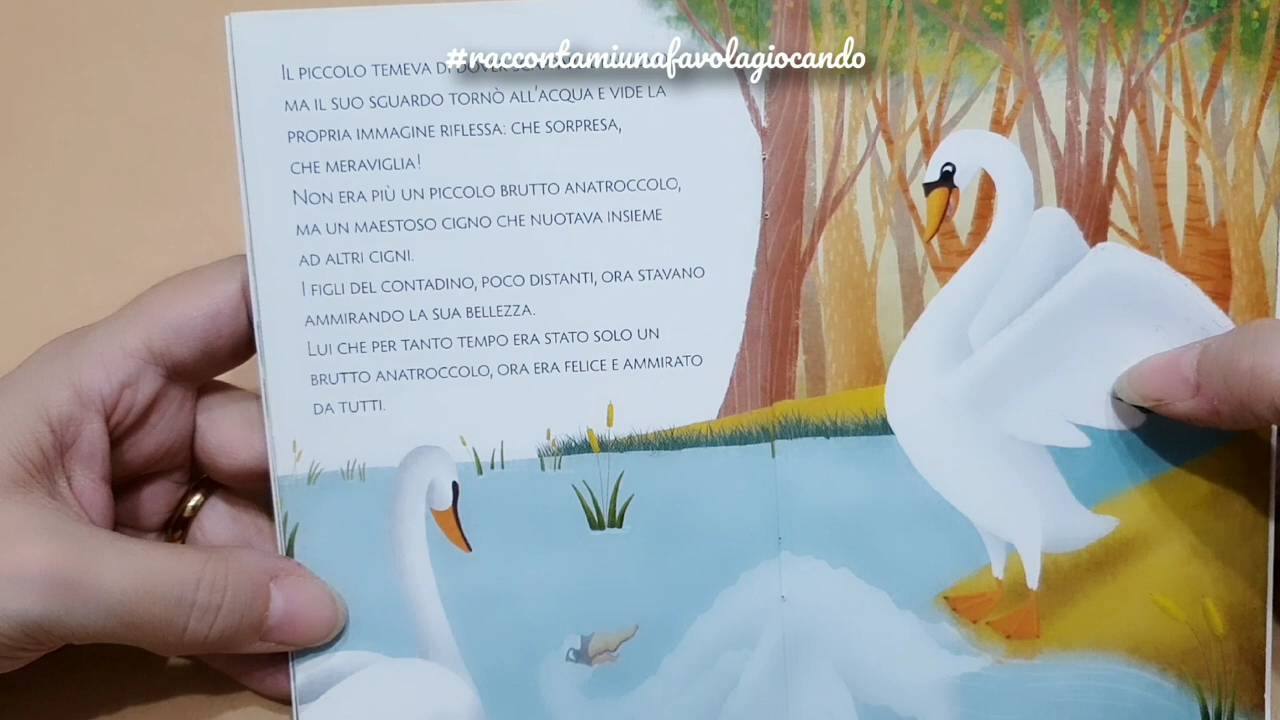 #raccontamiunafavolagiocando
Il piccolo temeva di dover
ma il suo sguardo tornò all'acqua e vide la
propria immagine riflessa: che sorpresa,
che meraviglia!
Non era più un piccolo brutto anatroccolo,
ma un maestoso cigno che nuotava insieme
ad altri cigni.
I figli del contadino, poco distanti, ora stavano
ammirando la sua bellezza.
Lui che per tanto tempo era stato solo un
brutto anatroccolo, ora era felice e ammirato
da tutti.